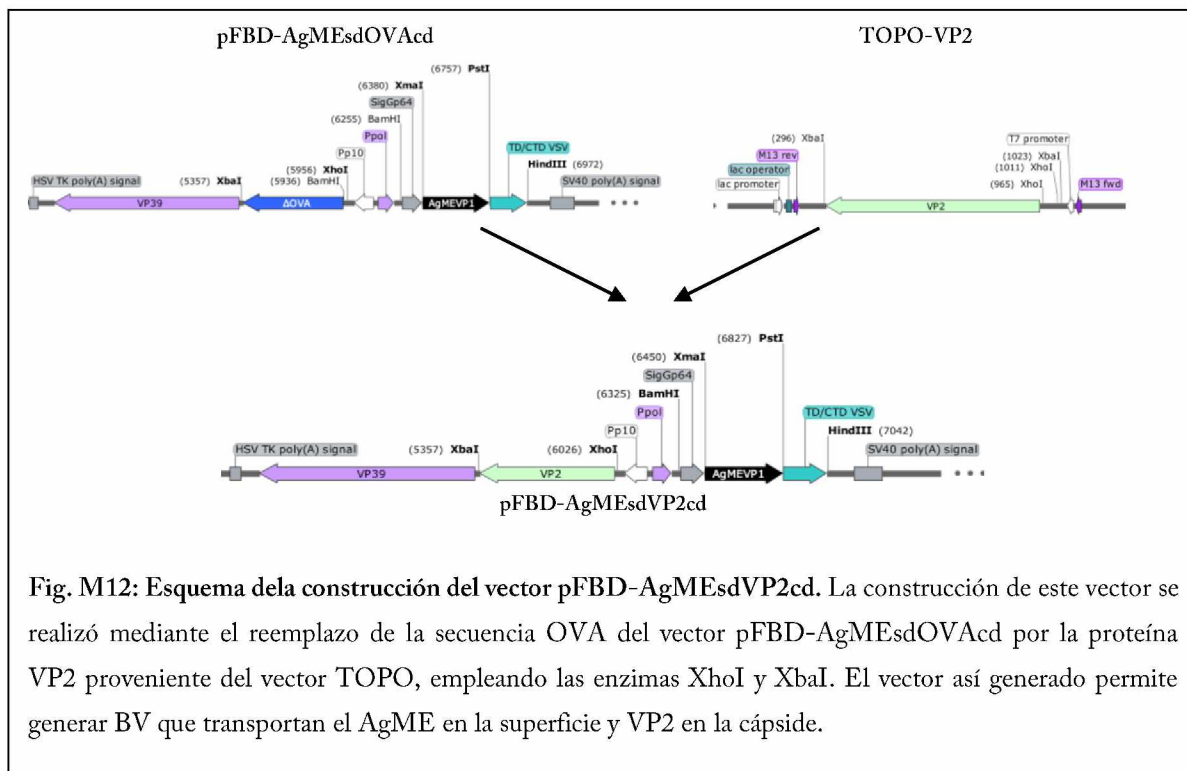 pFBD-AgMEsdOVAcd
TOPO-VP2
(6757) PstI
(6380) XmaI
SigGp64
(6255) BamHI
PpoI
Pp10
(5956) XhoI
(5936) BamHI
(5357) XbaI
HSV TK poly(A) signal
TD/CTD VSV
HindIII (6972)
SV40 poly(A) signal
VP39
ΔOVA
AgMEVP1
(296) XbaI
M13 rev
lac operator
lac promoter
T7 promoter
(1023) XbaI
(1011) XhoI
(965) XhoI
M13 fwd
VP2
(6827) PstI
(6450) XmaI
SigGp64
(6325) BamHI
PpoI
Pp10
(6026) XhoI
(5357) XbaI
HSV TK poly(A) signal
TD/CTD VSV
HindIII (7042)
SV40 poly(A) signal
VP39
VP2
AgMEVP1
pFBD-AgMEsdVP2cd
Fig. M12: Esquema dela construcción del vector pFBD-AgMEsdVP2cd. La construcción de este vector se
realizó mediante el reemplazo de la secuencia OVA del vector pFBD-AgMEsdOVAcd por la proteína
VP2 proveniente del vector TOPO, empleando las enzimas XhoI y XbaI. El vector así generado permite
generar BV que transportan el AgME en la superficie y VP2 en la cápside.